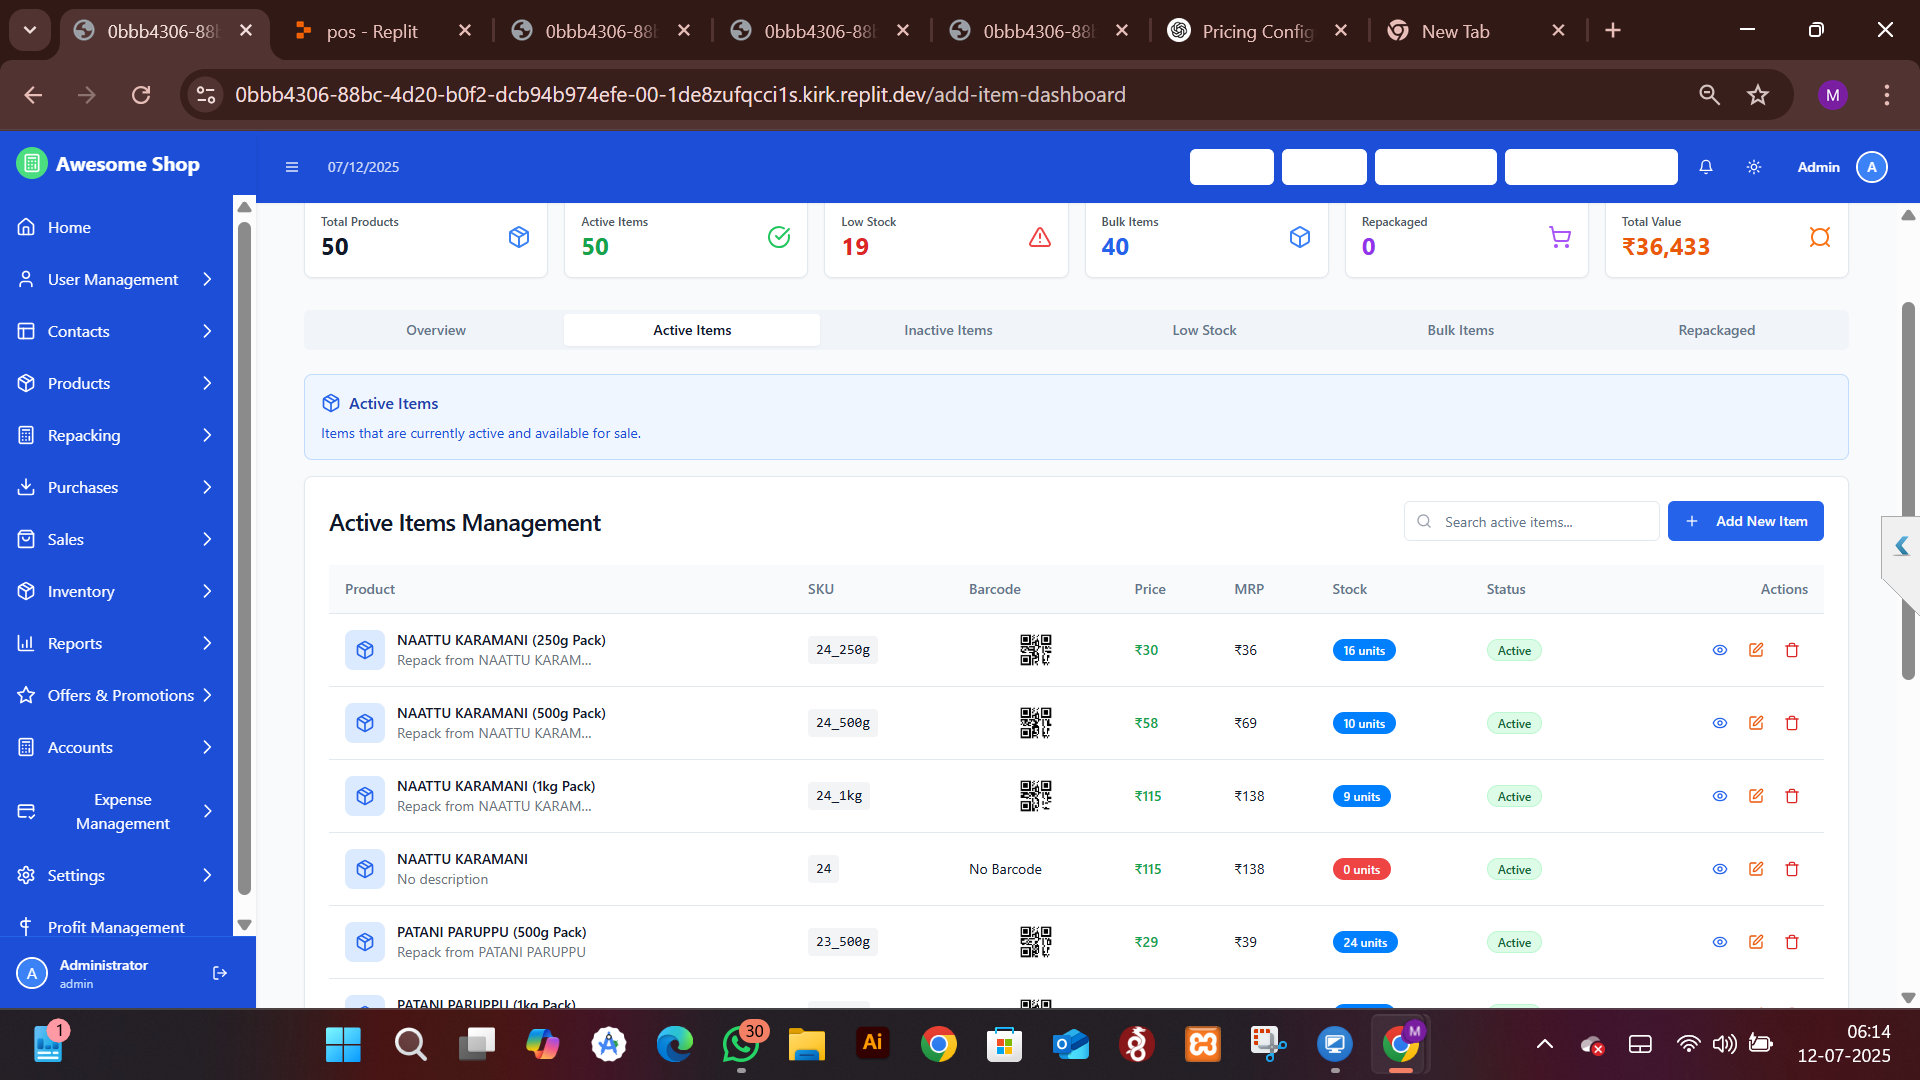 0bbb4306-88
pos - Replit
0bbb4306-88
0bbb4306-88
0bbb4306-88
Pricing Config
New Tab
0bbb4306-88bc-4d20-b0f2-dcb94b974efe-00-1de8zufqcci1s.kirk.replit.dev/add-item-dashboard
M
Awesome Shop
07/12/2025
Admin
A
Home
User Management
Contacts
Products
Repacking
Purchases
Sales
Inventory
Reports
Offers & Promotions
Accounts
Expense
Management
Settings
Profit Management
A
Administrator
admin
Total Products
50
Active Items
50
Low Stock
19
Bulk Items
40
Repackaged
0
Total Value
₹36,433
Overview
Active Items
Inactive Items
Low Stock
Bulk Items
Repackaged
Active Items
Items that are currently active and available for sale.
Active Items Management
Search active items...
Add New Item
Product SKU Barcode Price MRP Stock Status Actions
NAATTU KARAMANI (250g Pack)
Repack from NAATTU KARAM...
24_250g ₹30 ₹36 16 units Active
NAATTU KARAMANI (500g Pack)
Repack from NAATTU KARAM...
24_500g ₹58 ₹69 10 units Active
NAATTU KARAMANI (1kg Pack)
Repack from NAATTU KARAM...
24_1kg ₹115 ₹138 9 units Active
NAATTU KARAMANI
No description
24 No Barcode ₹115 ₹138 0 units Active
PATANI PARUPPU (500g Pack)
Repack from PATANI PARUPPU
23_500g ₹29 ₹39 24 units Active
PATANI PARUPPU (1kg Pack)
1
30
Ai
M
06:14
12-07-2025